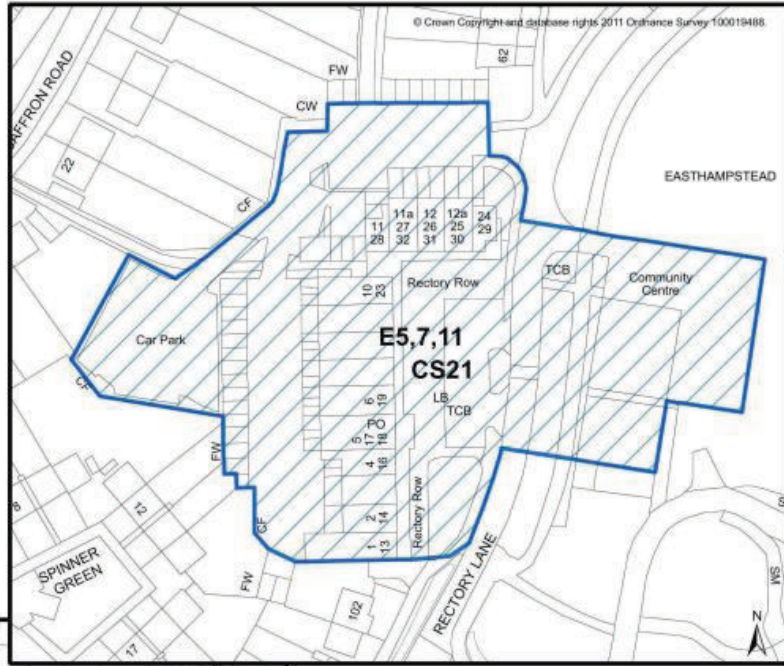 © Crown Copyright and database rights 2011 Ordnance Survey 100019488.
62
FW
CW
SAFFRON ROAD
22
EASTHAMPSTEAD
CF
11a
12
12a
24
11
27
26
25
29
28
32
31
30
TCB
Community
Centre
Rectory Row
10
23
Car Park
E5,7,11
CS21
CF
6
19
LB
TCB
PO
5
17
18
FW
4
16
8
12
2
14
Rectory Row
CF
1
13
SPINNER
GREEN
FW
102
RECTORY LANE
SM
N
17